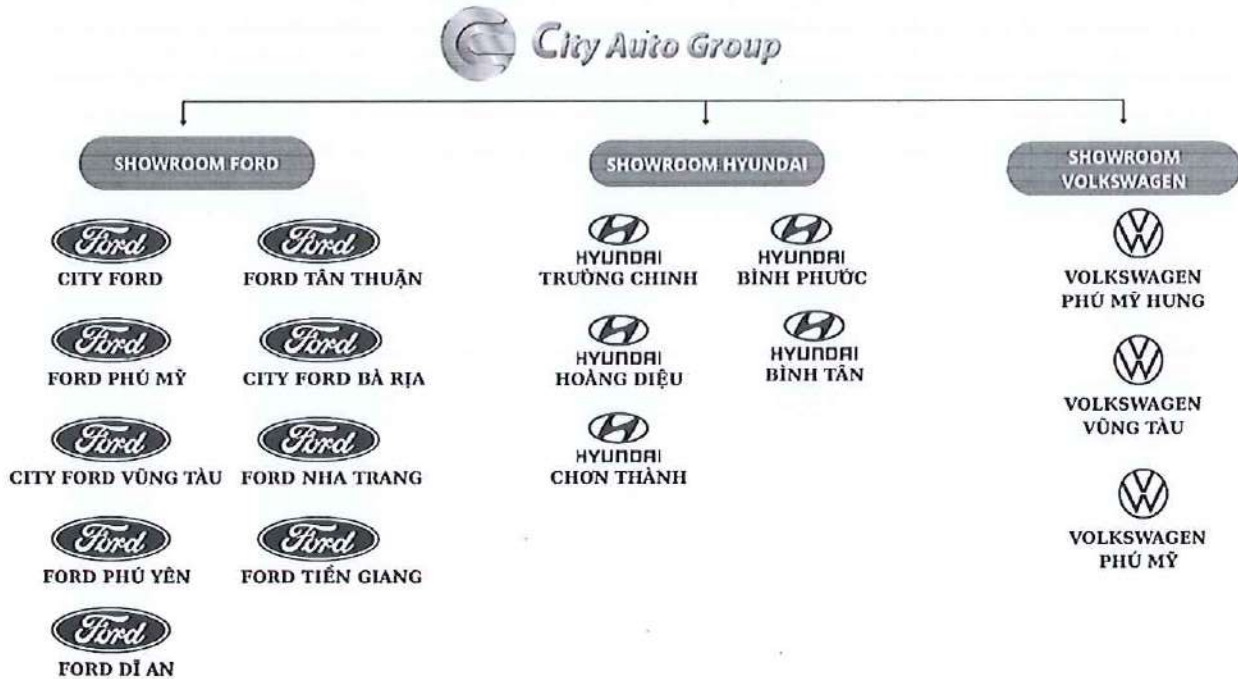 City Auto Group
SHOWROOM FORD
Ford
CITY FORD
Ford
FORD TÂN THUẬN
Ford
FORD PHÚ MỸ
Ford
CITY FORD BÀ RỊA
Ford
CITY FORD VŨNG TÀU
Ford
FORD NHA TRANG
Ford
FORD PHÚ YÊN
Ford
FORD TIỀN GIANG
Ford
FORD DĨ AN
SHOWROOM HYUNDAI
HYUNDAI
TRƯỜNG CHINH
HYUNDAI
BÌNH PHƯỚC
HYUNDAI
HOÀNG DIỆU
HYUNDAI
BÌNH TÂN
HYUNDAI
CHƠN THÀNH
SHOWROOM
VOLKSWAGEN
VOLKSWAGEN
PHÚ MỸ HƯNG
VOLKSWAGEN
VŨNG TÀU
VOLKSWAGEN
PHÚ MỸ